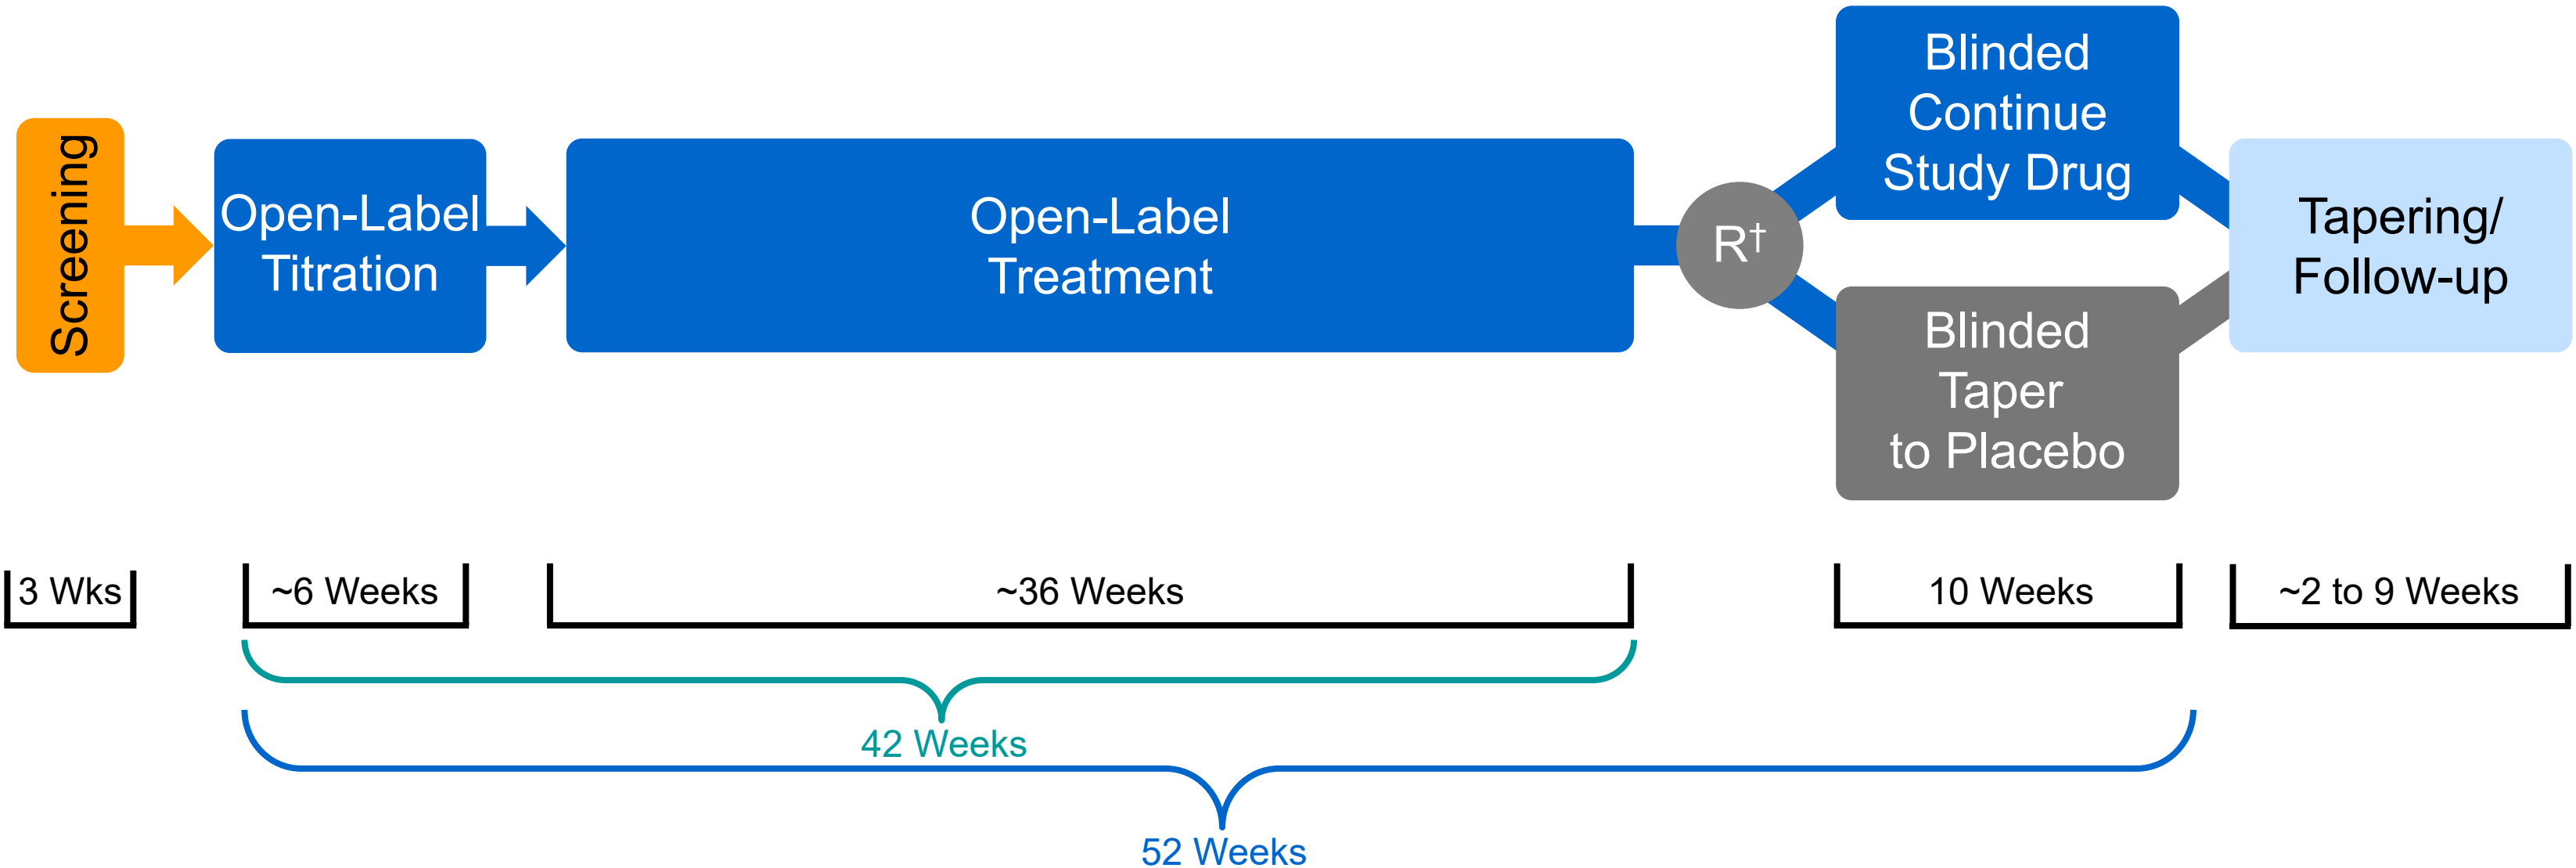 Screening
Open-Label
Titration
Open-Label
Treatment
R†
Blinded
Continue
Study Drug
Blinded
Taper
to Placebo
Tapering/
Follow-up
3 Wks
~6 Weeks
~36 Weeks
10 Weeks
~2 to 9 Weeks
42 Weeks
52 Weeks